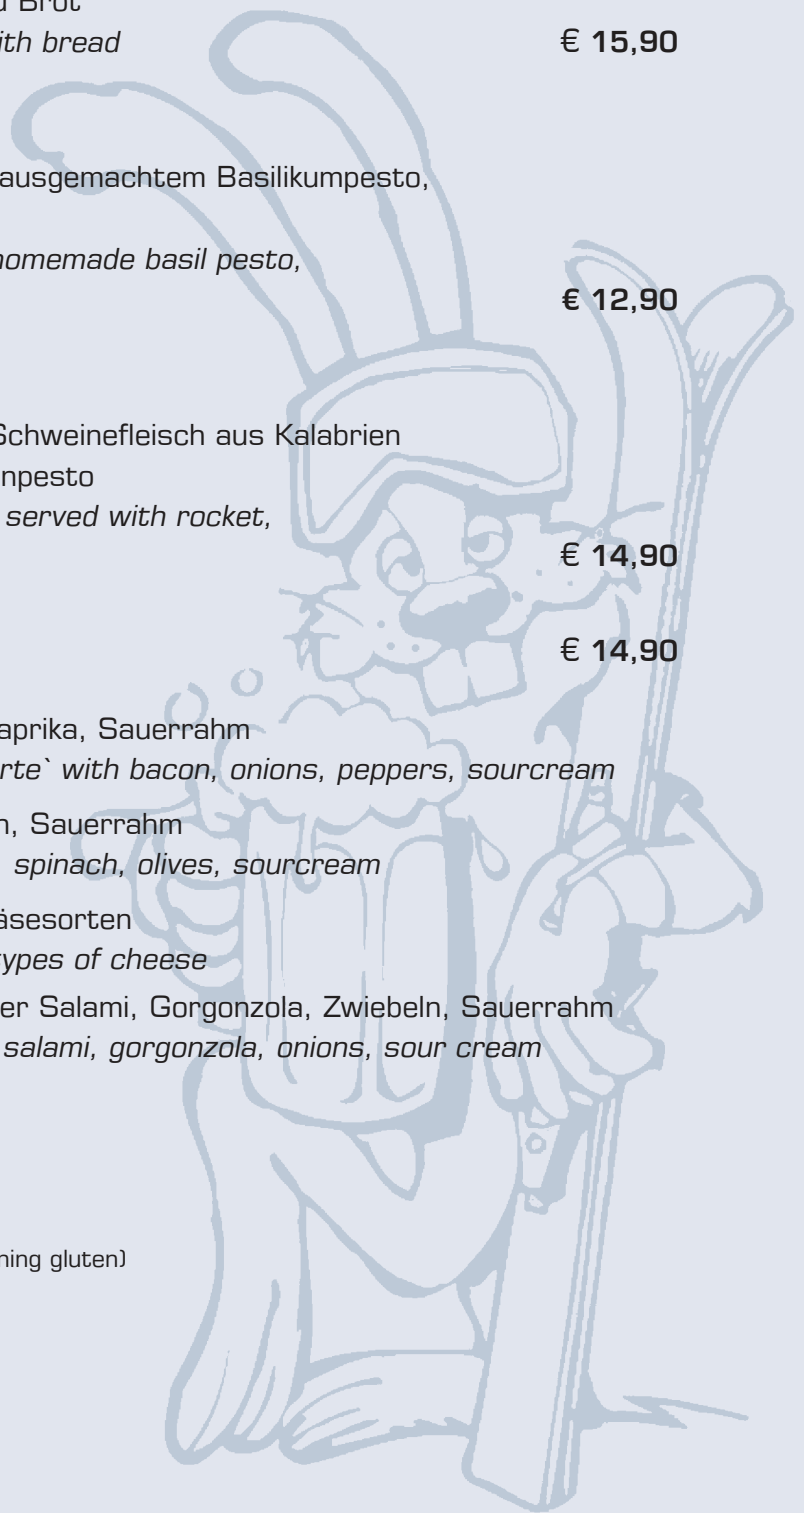 Brot
with bread € 15,90
ausgemachtem Basilikumpesto,
homemade basil pesto,
€ 12,90
Schweinefleisch aus Kalabrien
npesto
served with rocket,
€ 14,90
€ 14,90
aprika, Sauerrahm
rte` with bacon, onions, peppers, sourcream
n, Sauerrahm
spinach, olives, sourcream
äsesorten
types of cheese
er Salami, Gorgonzola, Zwiebeln, Sauerrahm
salami, gorgonzola, onions, sour cream
ning gluten)